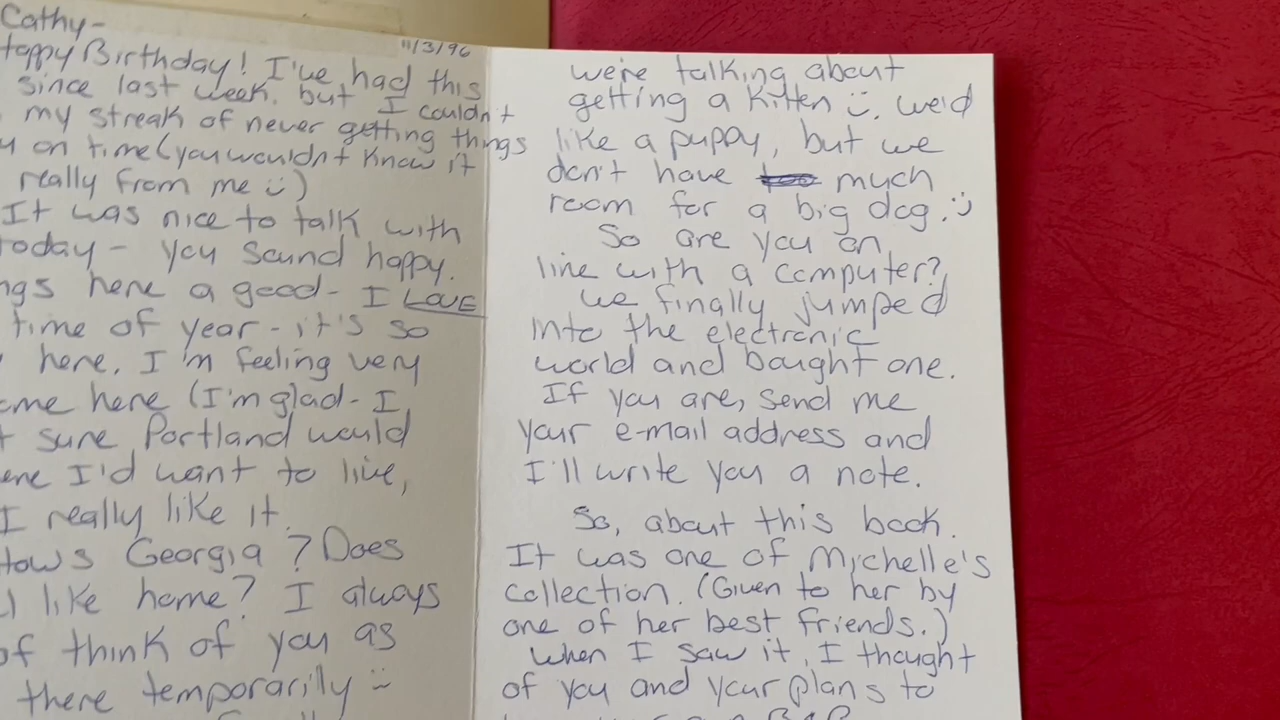 Cathy-
11/3/96
Happy Birthday! I've had this
since last week, but I couldn't
my streak of never getting things
on time (you wouldn't know it
really from me :))
It was nice to talk with
today - you sound happy.
here a good - I LOVE
time of year - it's so
here. I'm feeling very
here (I'm glad - I
sure Portland would
I'd want to live,
I really like it.
How's Georgia? Does
like home? I always
of think of you as
there temporarily :)
we're talking about
getting a kitten :). we'd
like a puppy, but we
don't have too much
room for a big dog. :)
So are you on
line with a computer?
we finally jumped
into the electronic
world and bought one.
If you are, send me
your e-mail address and
I'll write you a note.
So, about this book.
It was one of Michelle's
collection. (Given to her by
one of her best friends.)
When I saw it, I thought
of you and your plans to